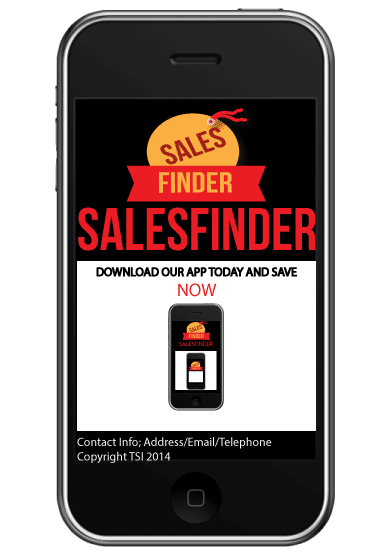 SALES
FINDER
SALESFINDER
DOWNLOAD OUR APP TODAY AND SAVE
NOW
SALES
FINDER
SALESFINDER
Contact Info; Address/Email/Telephone
Copyright TSI 2014